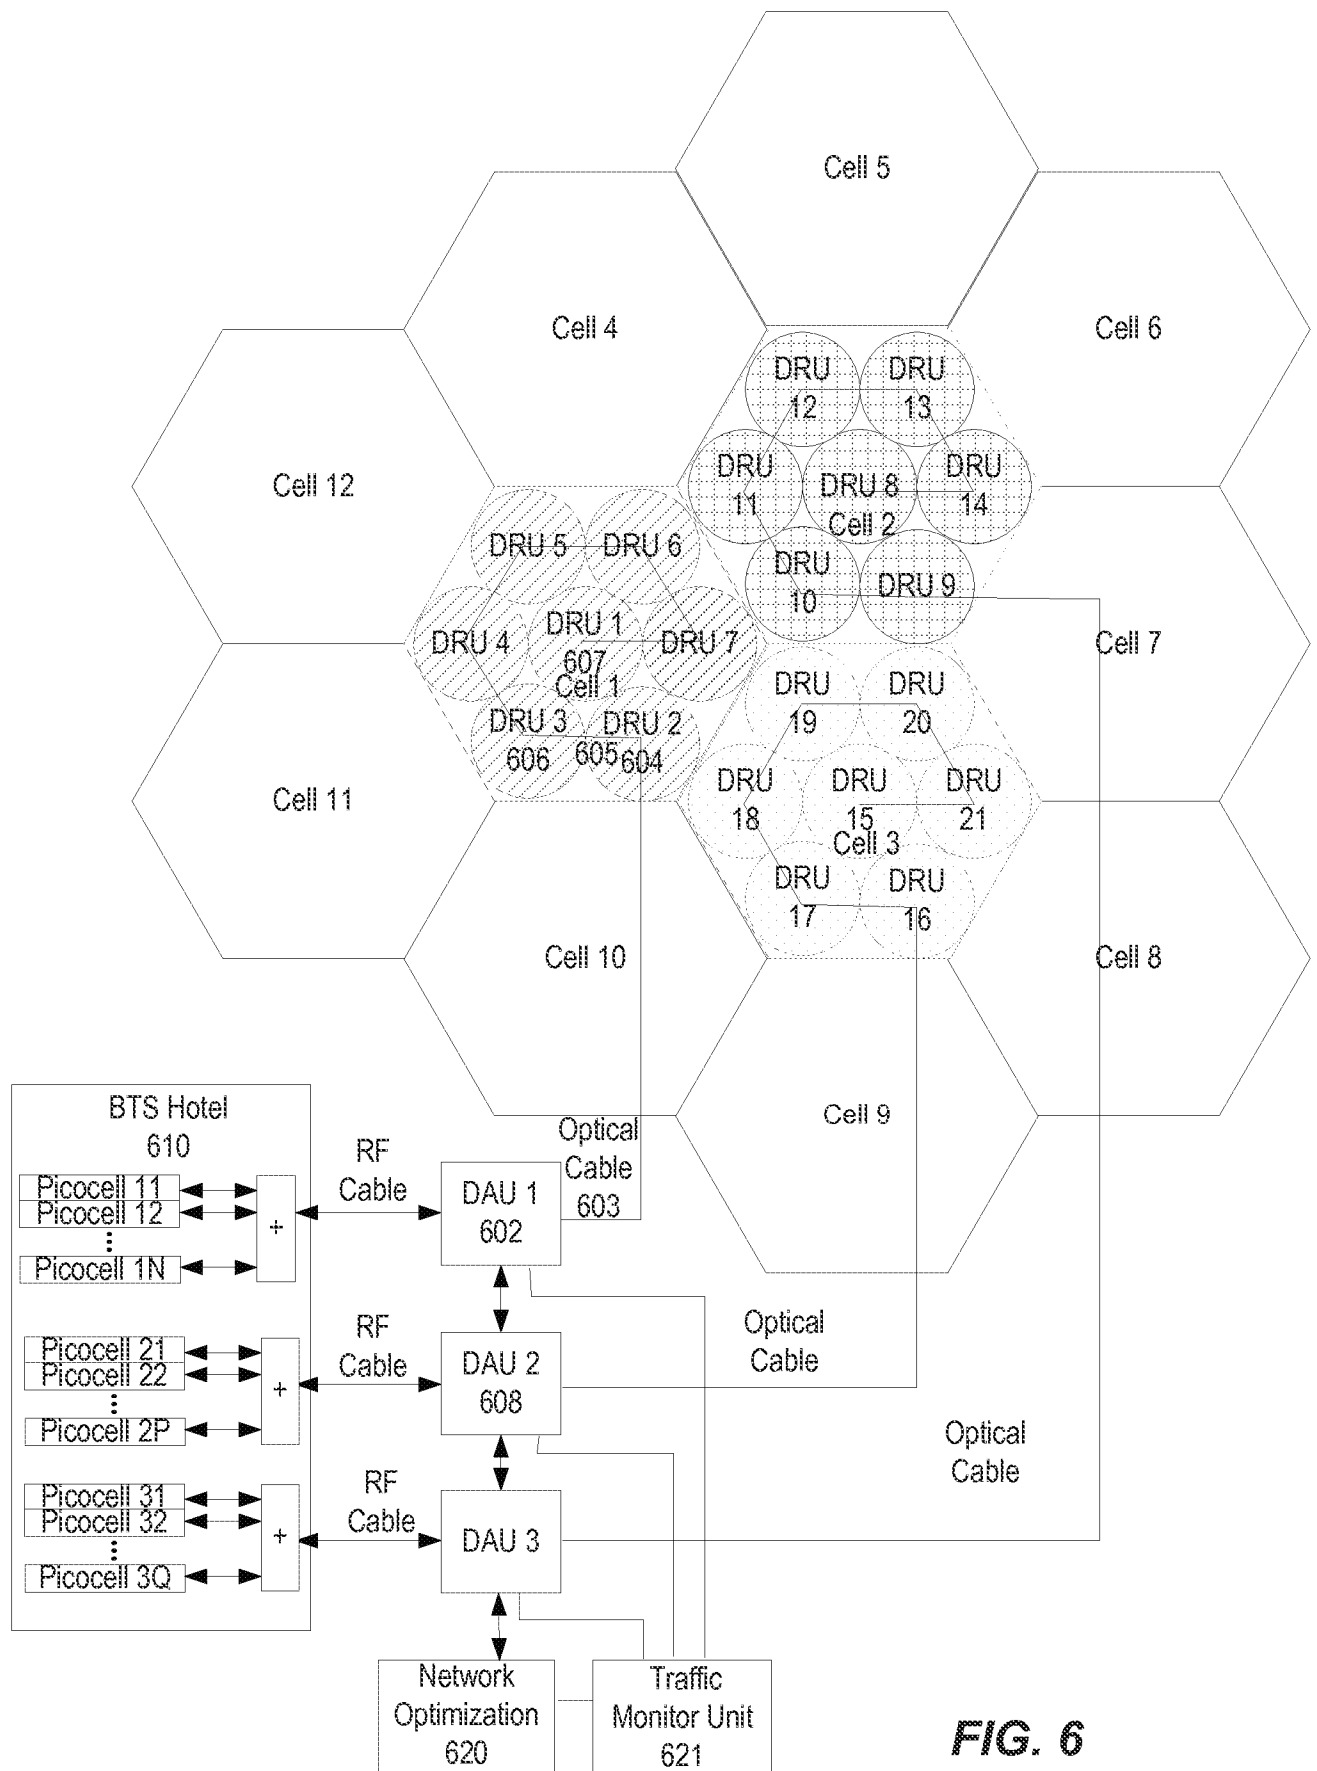 Cell 5
Cell 4
Cell 6
DRU
12
DRU
13
DRU
11
DRU 8
Cell 2
DRU
14
Cell 12
DRU
10
DRU 9
DRU 5
DRU 6
DRU 4
DRU 1
607
Cell 1
DRU 7
Cell 7
DRU 3
606
605
DRU 2
604
DRU
19
DRU
20
Cell 11
DRU
18
DRU
15
Cell 3
DRU
21
DRU
17
DRU
16
Cell 10
Cell 8
Cell 9
BTS Hotel
610
Picocell 11
Picocell 12
Picocell 1N
+
RF
Cable
DAU 1
602
Optical
Cable
603
Picocell 21
Picocell 22
Picocell 2P
+
RF
Cable
DAU 2
608
Optical
Cable
Picocell 31
Picocell 32
Picocell 3Q
+
RF
Cable
DAU 3
Optical
Cable
Network
Optimization
620
Traffic
Monitor Unit
621
FIG. 6